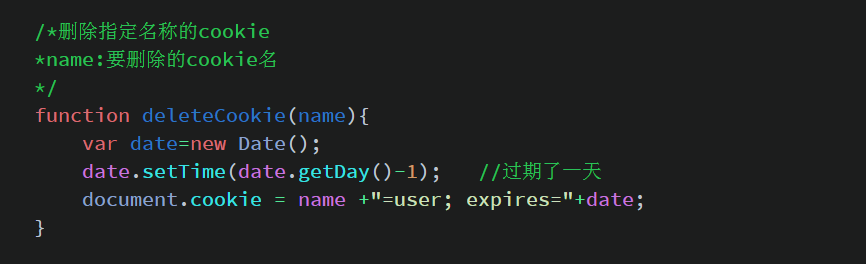 /*删除指定名称的cookie
*name:要删除的cookie名
*/
function deleteCookie(name){
    var date=new Date();
    date.setTime(date.getDay()-1);   //过期了一天
    document.cookie = name +"=user; expires="+date;
}